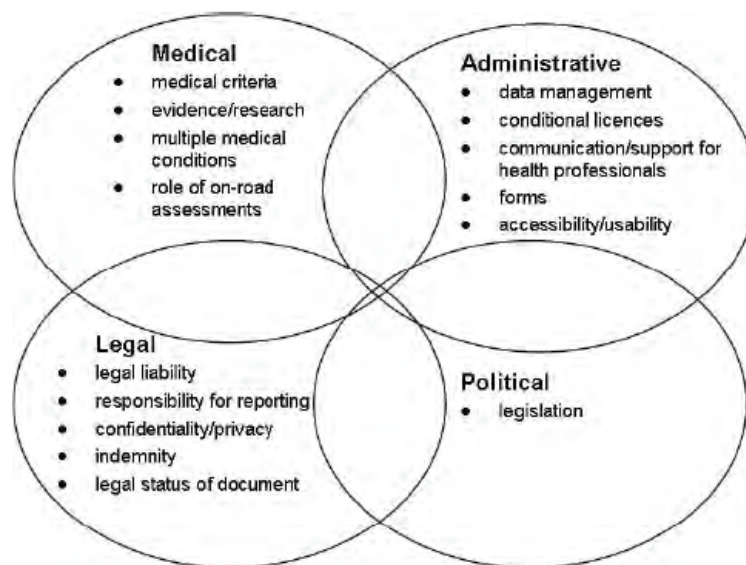 Medical
• medical criteria
• evidence/research
• multiple medical
conditions
• role of on-road
assessments
Administrative
• data management
• conditional licences
• communication/support for
health professionals
• forms
• accessibility/usability
Legal
• legal liability
• responsibility for reporting
• confidentiality/privacy
• indemnity
• legal status of document
Political
• legislation